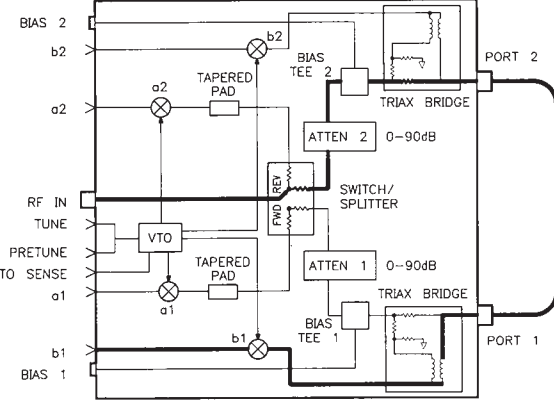 BIAS 2
b2
b2
BIAS
TEE 2
PORT 2
TAPERED
PAD
a2
a2
TRIAX BRIDGE
ATTEN 2
0-90dB
REV
RF IN
SWITCH/
SPLITTER
FWD
TUNE
VTO
PRETUNE
TO SENSE
TAPERED
PAD
ATTEN 1
0-90dB
a1
a1
TRIAX BRIDGE
BIAS
TEE 1
PORT 1
b1
b1
BIAS 1